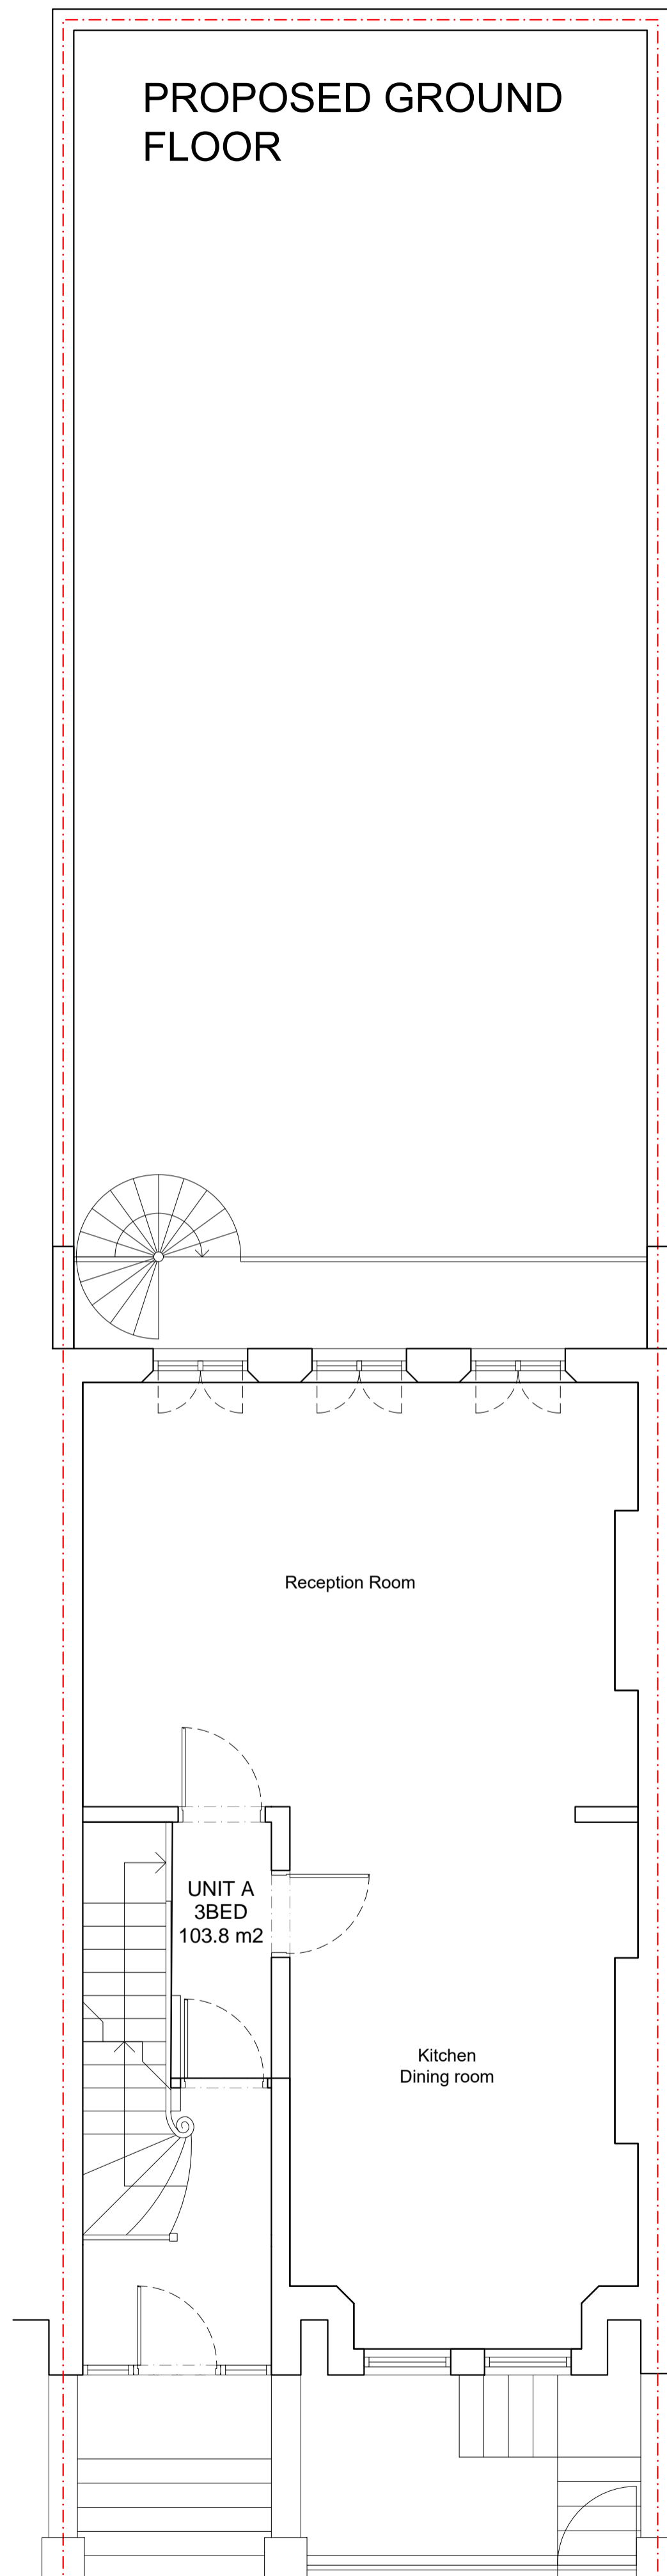 PROPOSED GROUND
FLOOR
Reception Room
UNIT A
3BED
103.8 m2
Kitchen
Dining room